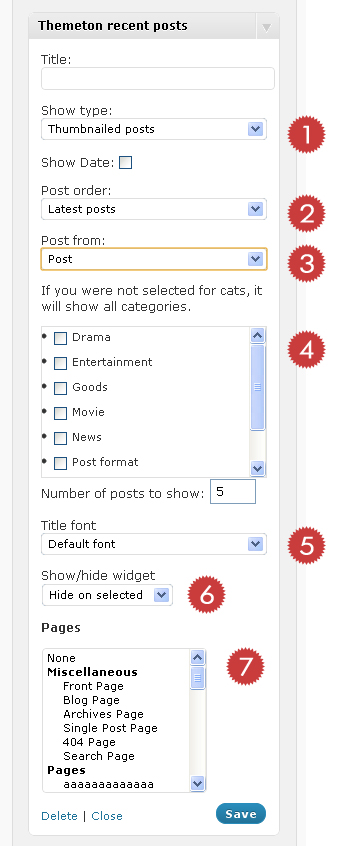 Themeton recent posts
Title:
Show type:
Thumbnailed posts
1
Show Date:
Post order:
Latest posts
2
Post from:
Post
3
If you were not selected for cats, it
will show all categories.
4
Drama
Entertainment
Goods
Movie
News
Post format
Number of posts to show: 5
Title font
Default font
5
Show/hide widget
Hide on selected
6
Pages
7
None
Miscellaneous
Front Page
Blog Page
Archives Page
Single Post Page
404 Page
Search Page
Pages
aaaaaaaaaaaaa
Delete | Close
Save